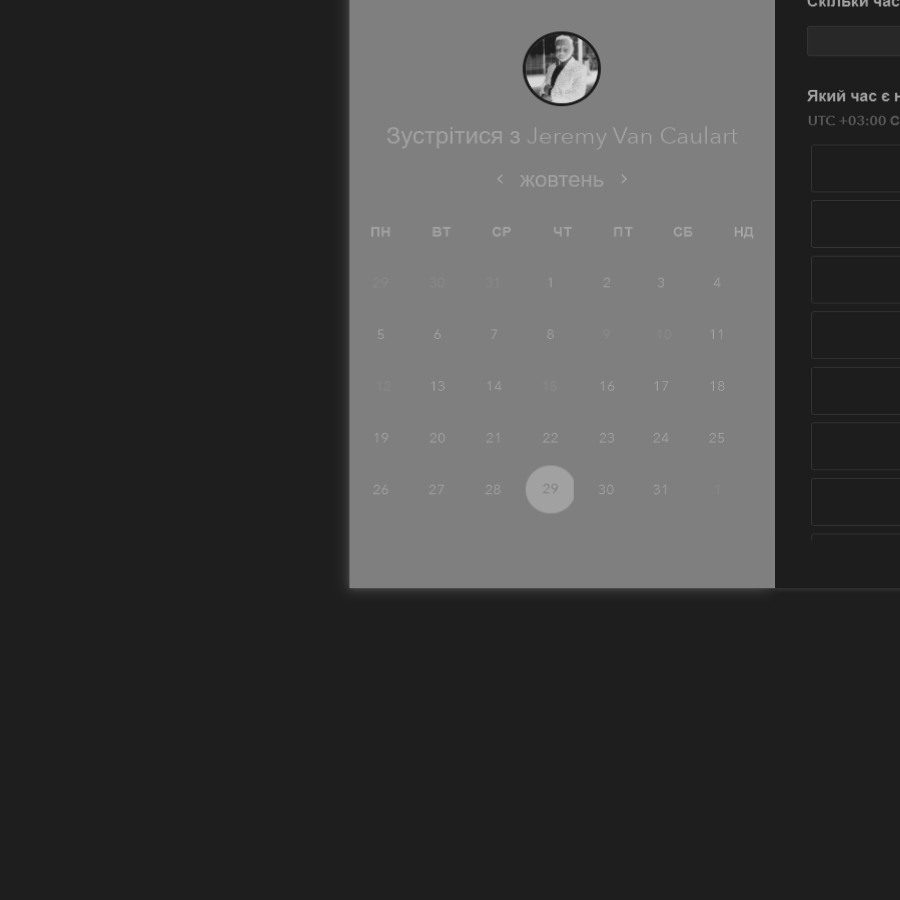 Скільки час
Який час є н
UTC +03:00 С
Зустрітися з Jeremy Van Caulart
жовтень
ПН ВТ СР ЧТ ПТ СБ НД
29 30 31 1 2 3 4
5 6 7 8 9 10 11
12 13 14 15 16 17 18
19 20 21 22 23 24 25
26 27 28 29 30 31 1